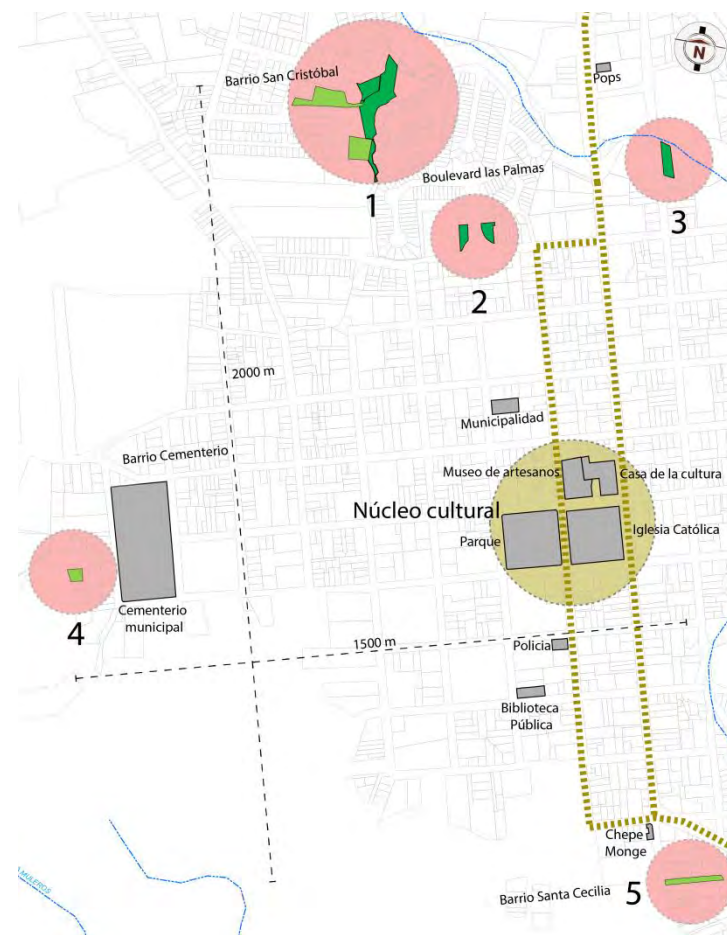 N
Barrio San Cristóbal
Pops
Boulevard las Palmas
1
3
2
2000 m
Municipalidad
Barrio Cementerio
Museo de artesanos
Casa de la cultura
Núcleo cultural
Parque
Iglesia Católica
4
Cementerio
municipal
1500 m
Policia
Biblioteca
Pública
Chepe
Monge
Barrio Santa Cecilia
5
MULEROS